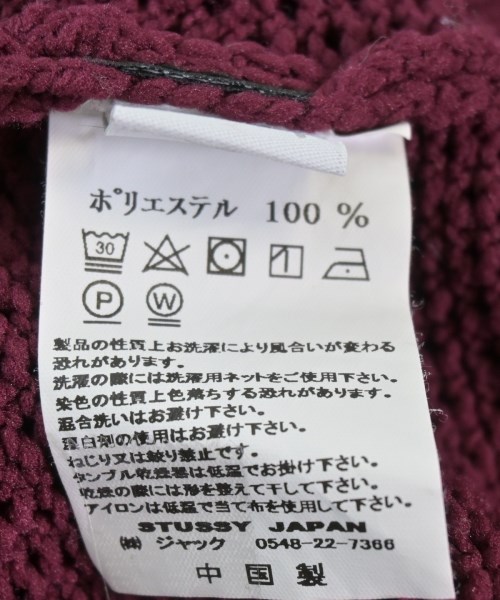 ポリエステル 100 %
30
P W
製品の性質上お洗濯により風合いが変わる
恐れがあります。
洗濯の際には洗濯用ネットをご使用下さい。
染色の性質上色落ちする恐れがあります。
混合洗いはお避け下さい。
漂白剤の使用はお避け下さい。
ねじり又は絞り禁止です。
タンブル乾燥器は低温でお掛け下さい。
乾燥の際には形を整えて干して下さい。
アイロンは低温で当て布を使用して下さい。
STUSSY JAPAN
㈱ ジャック 0548-22-7366
中国製